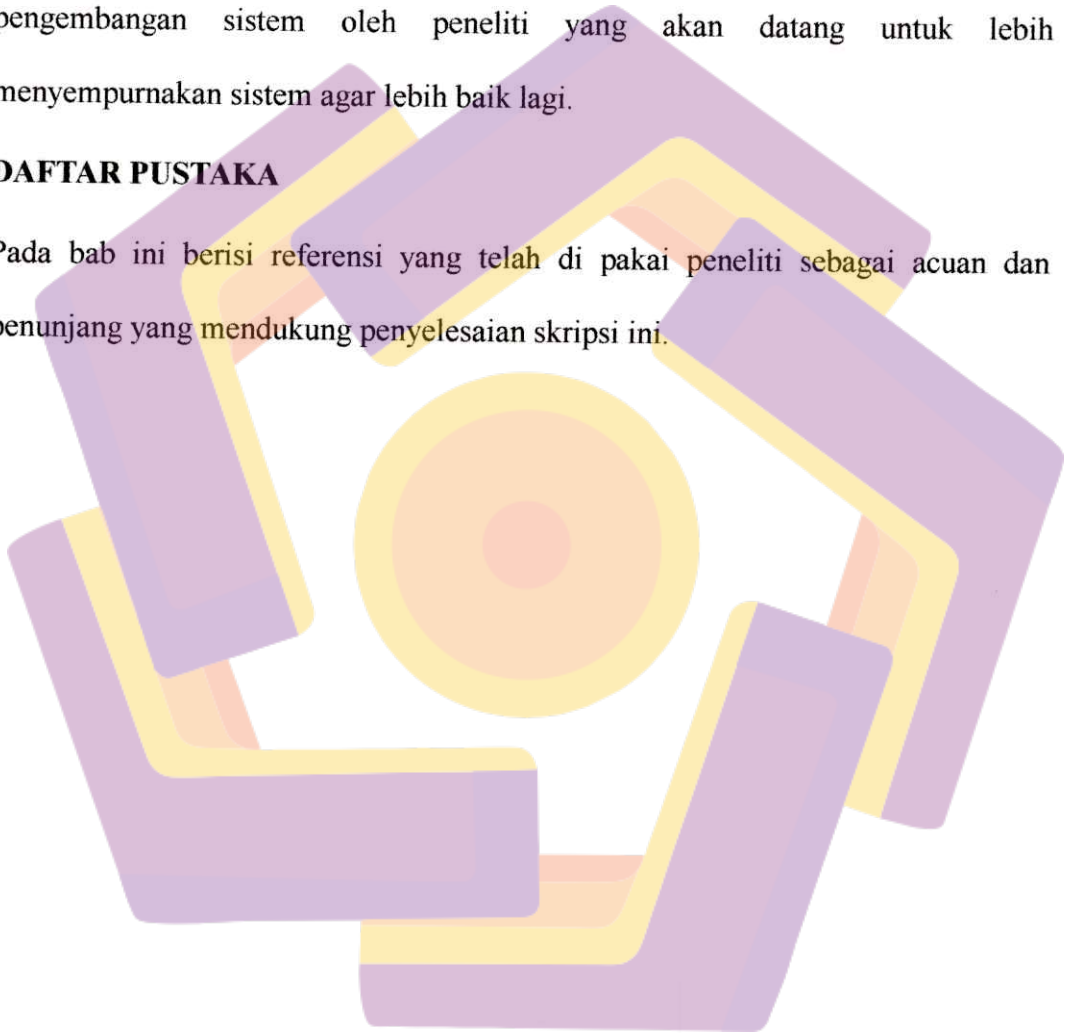 pengembangan sistem oleh peneliti yang akan datang untuk lebih
menyempurnakan sistem agar lebih baik lagi.
DAFTAR PUSTAKA
Pada bab ini berisi referensi yang telah di pakai peneliti sebagai acuan dan
penunjang yang mendukung penyelesaian skripsi ini.